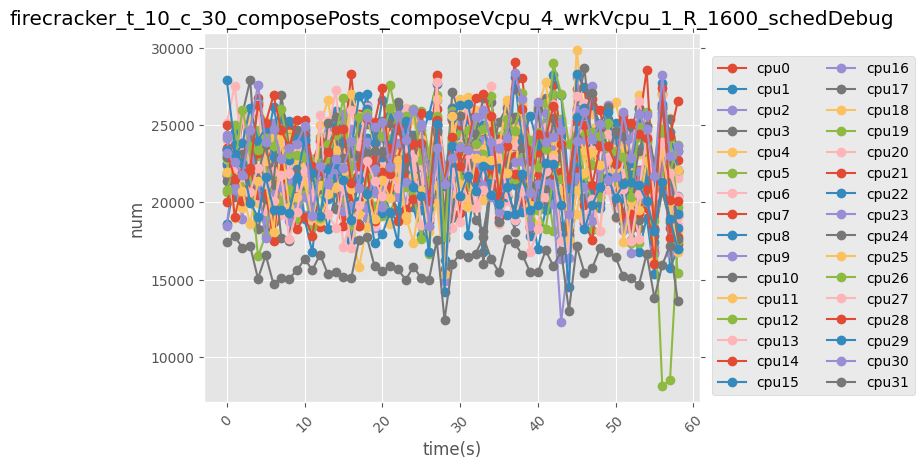 firecracker_t_10_c_30_composePosts_composeVcpu_4_wrkVcpu_1_R_1600_schedDebug
30000
25000
20000
15000
10000
num
0 10 20 30 40 50 60
time(s)
cpu0
cpu1
cpu2
cpu3
cpu4
cpu5
cpu6
cpu7
cpu8
cpu9
cpu10
cpu11
cpu12
cpu13
cpu14
cpu15
cpu16
cpu17
cpu18
cpu19
cpu20
cpu21
cpu22
cpu23
cpu24
cpu25
cpu26
cpu27
cpu28
cpu29
cpu30
cpu31